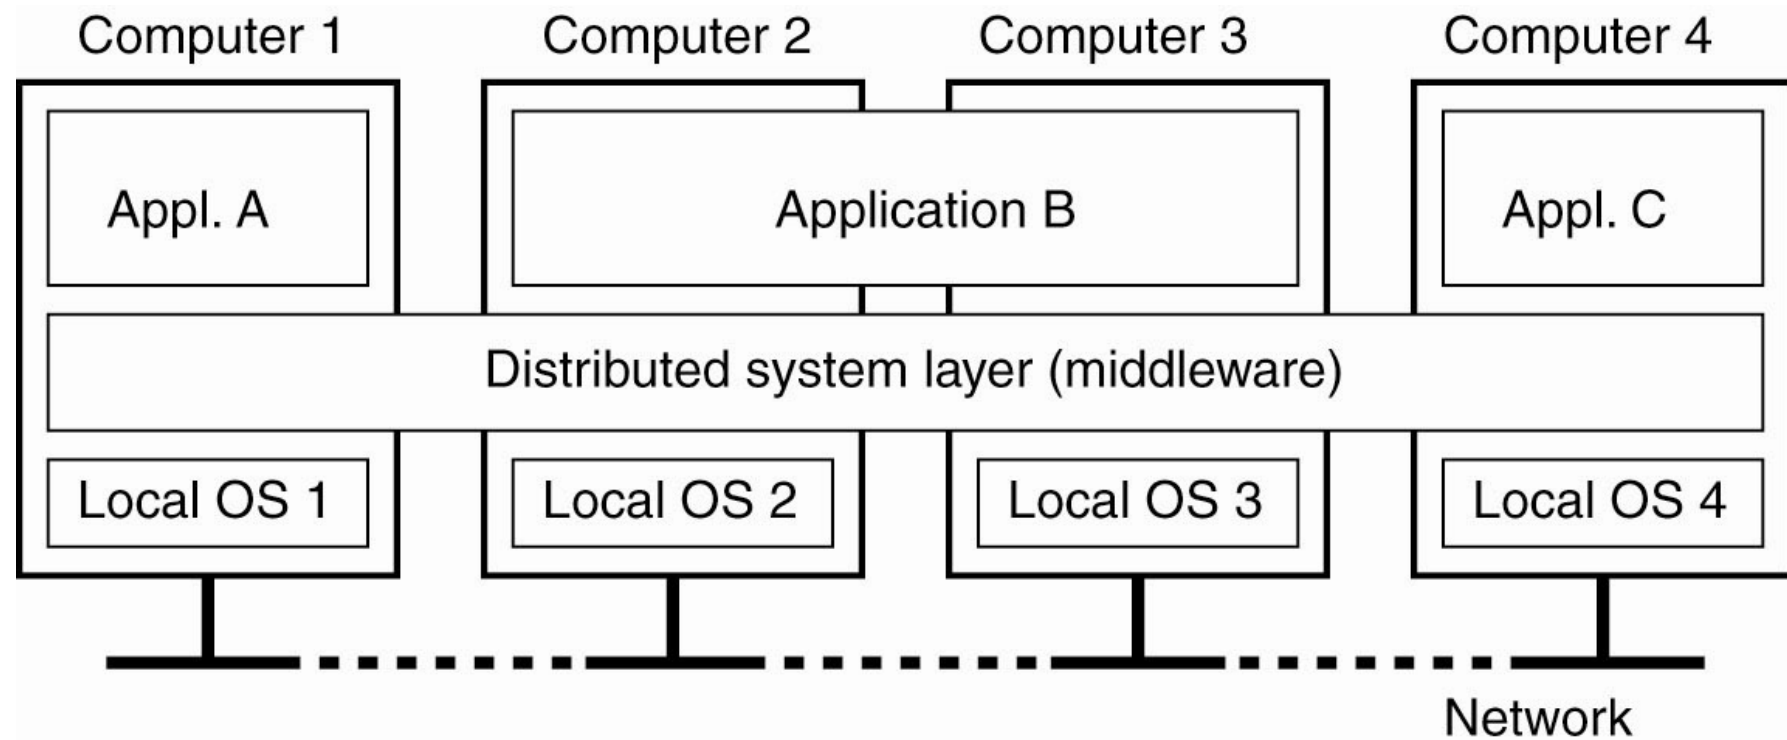 Computer 1 Computer 2 Computer 3 Computer 4
Appl. A Application B Appl. C
Distributed system layer (middleware)
Local OS 1 Local OS 2 Local OS 3 Local OS 4
Network